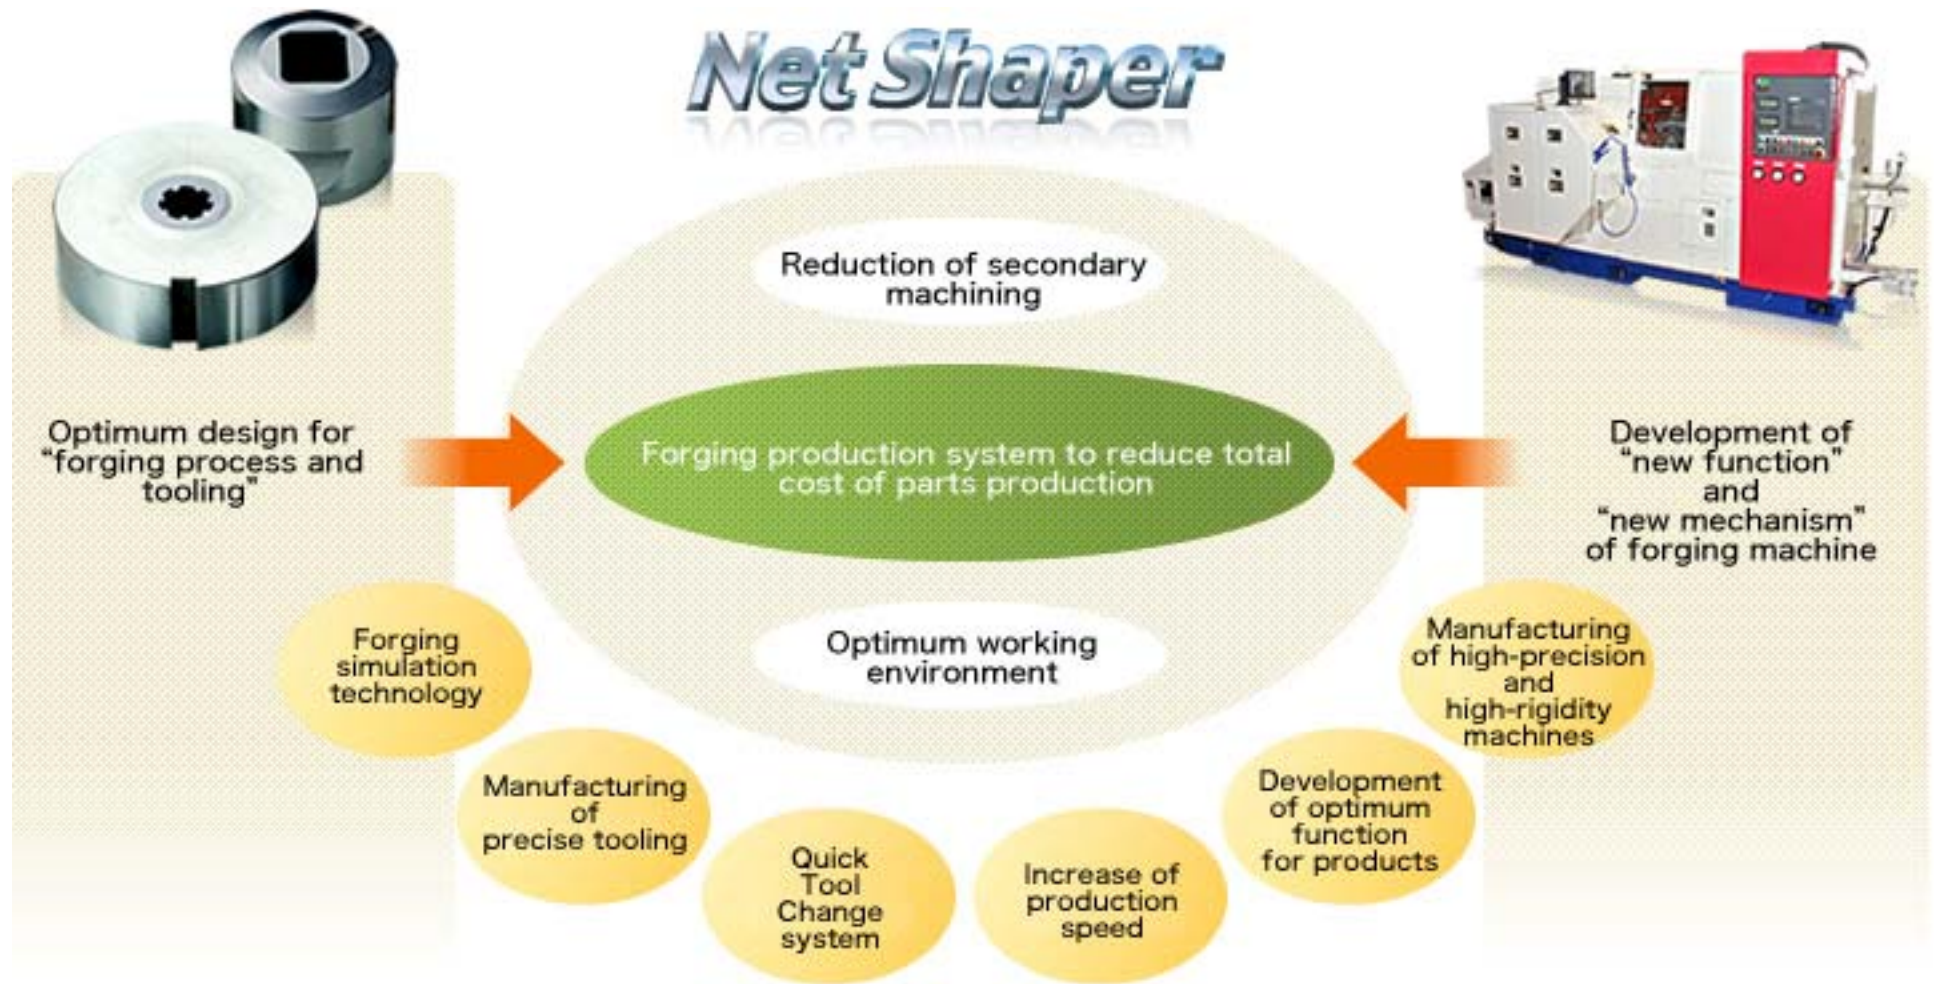 Net Shaper
Reduction of secondary
machining
Optimum design for
“forging process and
tooling”
Forging production system to reduce total
cost of parts production
Development of
“new function”
and
“new mechanism”
of forging machine
Optimum working
environment
Forging
simulation
technology
Manufacturing
of
precise tooling
Quick
Tool
Change
system
Increase of
production
speed
Development
of optimum
function
for products
Manufacturing
of high-precision
and
high-rigidity
machines